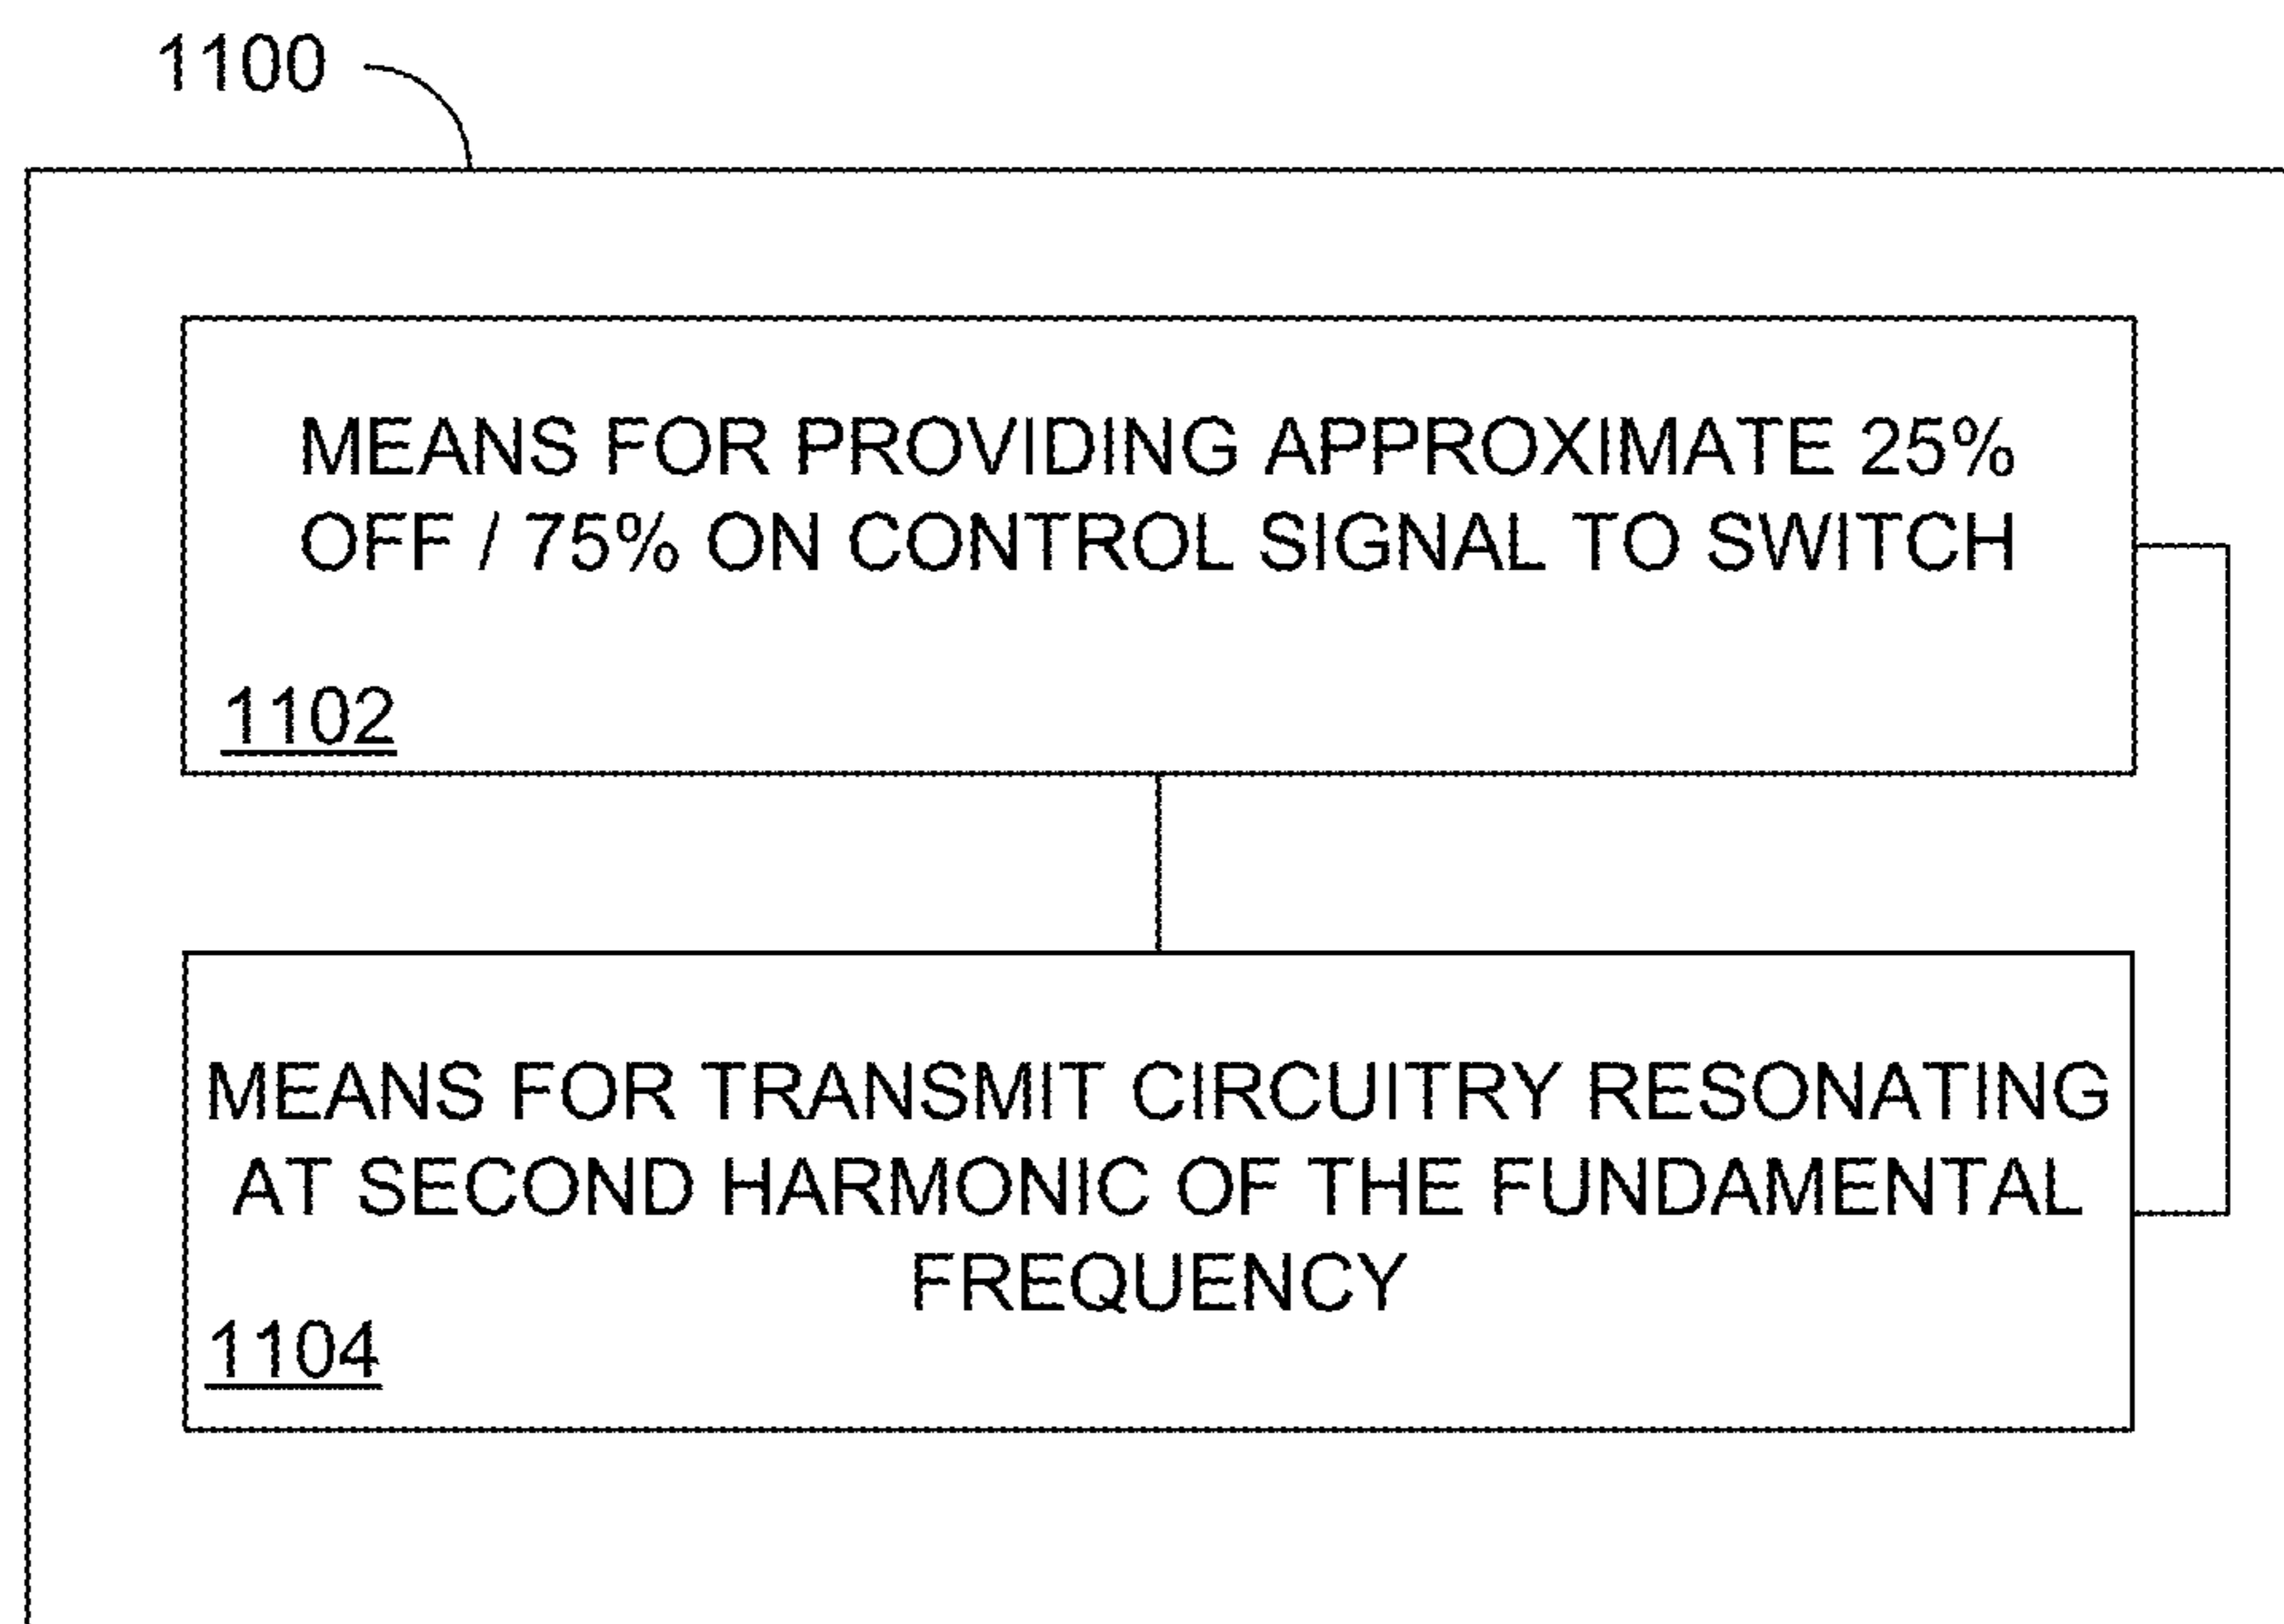 1100
MEANS FOR PROVIDING APPROXIMATE 25%
OFF / 75% ON CONTROL SIGNAL TO SWITCH
1102
MEANS FOR TRANSMIT CIRCUITRY RESONATING
AT SECOND HARMONIC OF THE FUNDAMENTAL
FREQUENCY
1104